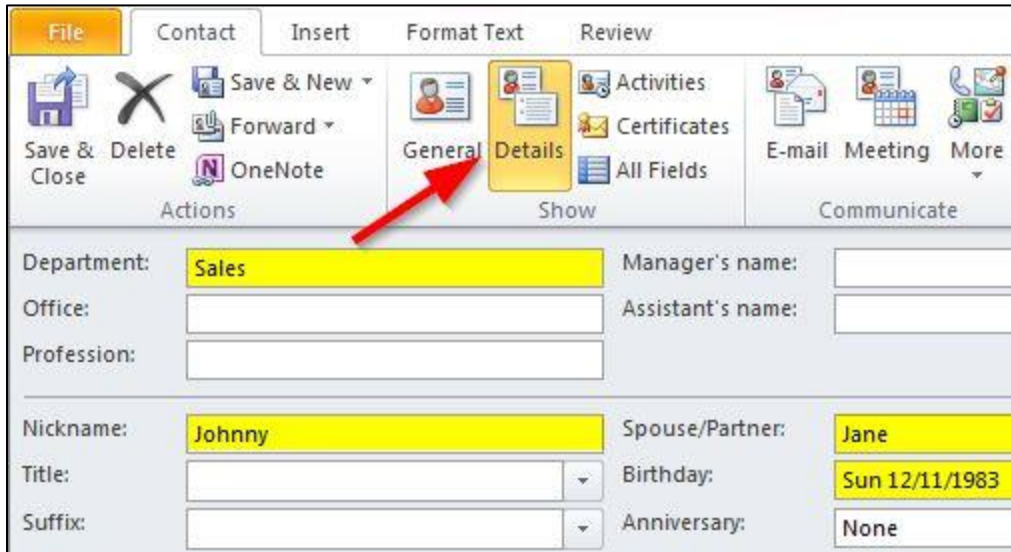 File Contact Insert Format Text Review
Save & Close
Delete
Save & New
Forward
OneNote
Actions
General
Details
Activities
Certificates
All Fields
Show
E-mail
Meeting
More
Communicate
Department: Sales Manager's name:
Office: Assistant's name:
Profession:
Nickname: Johnny Spouse/Partner: Jane
Title: Birthday: Sun 12/11/1983
Suffix: Anniversary: None